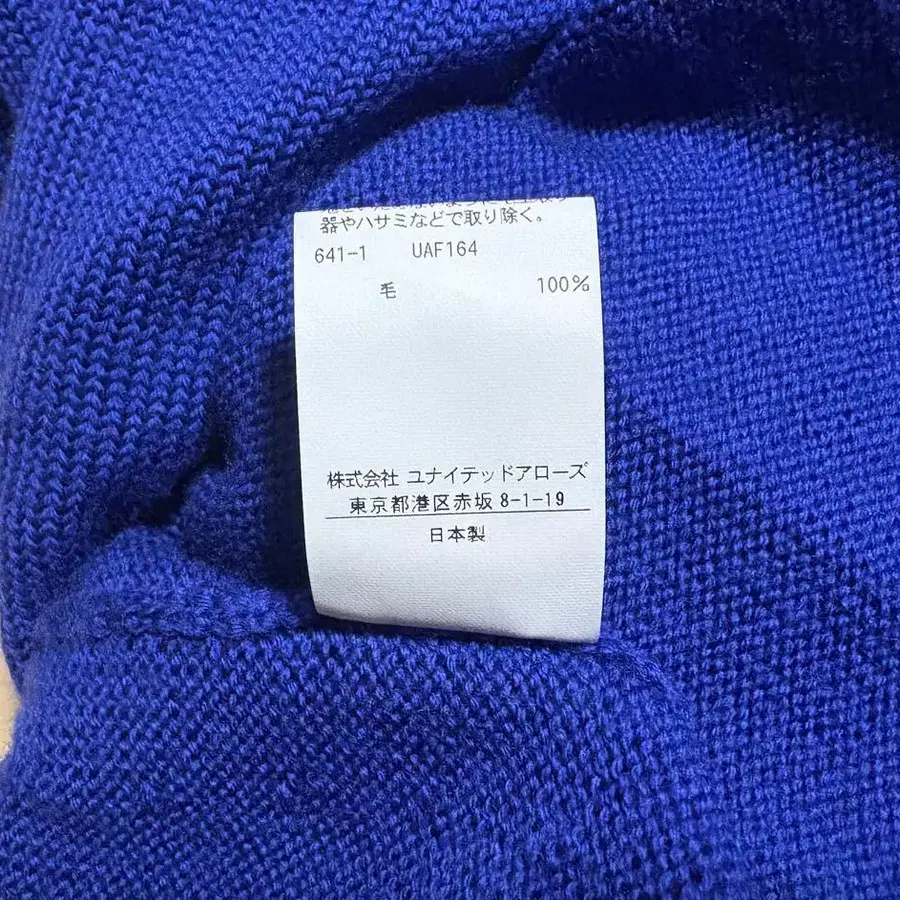 器やハサミなどで取り除く。
641-1 UAF164
毛 100%
株式会社 ユナイテッドアローズ
東京都港区赤坂 8-1-19
日本製